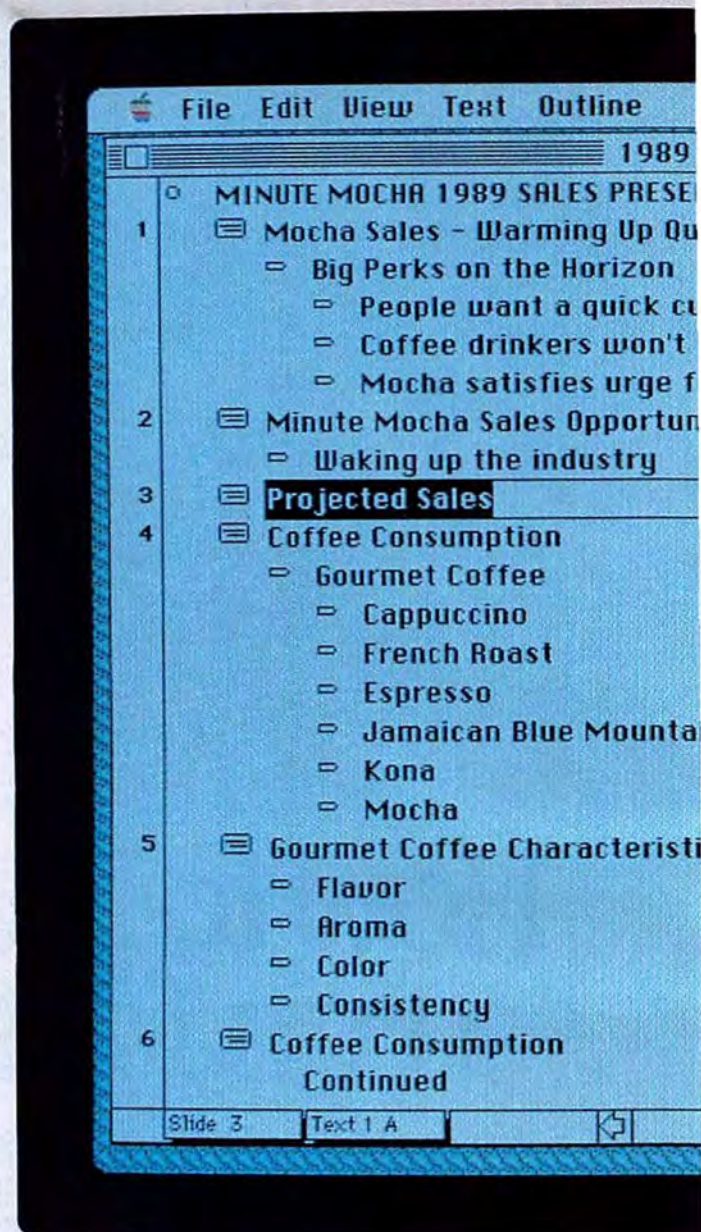 File Edit View Text Outline
1989
MINUTE MOCHA 1989 SALES PRESE
1 Mocha Sales - Warming Up Qu
Big Perks on the Horizon
People want a quick cu
Coffee drinkers won't
Mocha satisfies urge f
2 Minute Mocha Sales Opportun
Waking up the industry
3 Projected Sales
4 Coffee Consumption
Gourmet Coffee
Cappuccino
French Roast
Espresso
Jamaican Blue Mountai
Kona
Mocha
5 Gourmet Coffee Characteristi
Flavor
Aroma
Color
Consistency
6 Coffee Consumption
Continued
Slide 3 Text 1 A